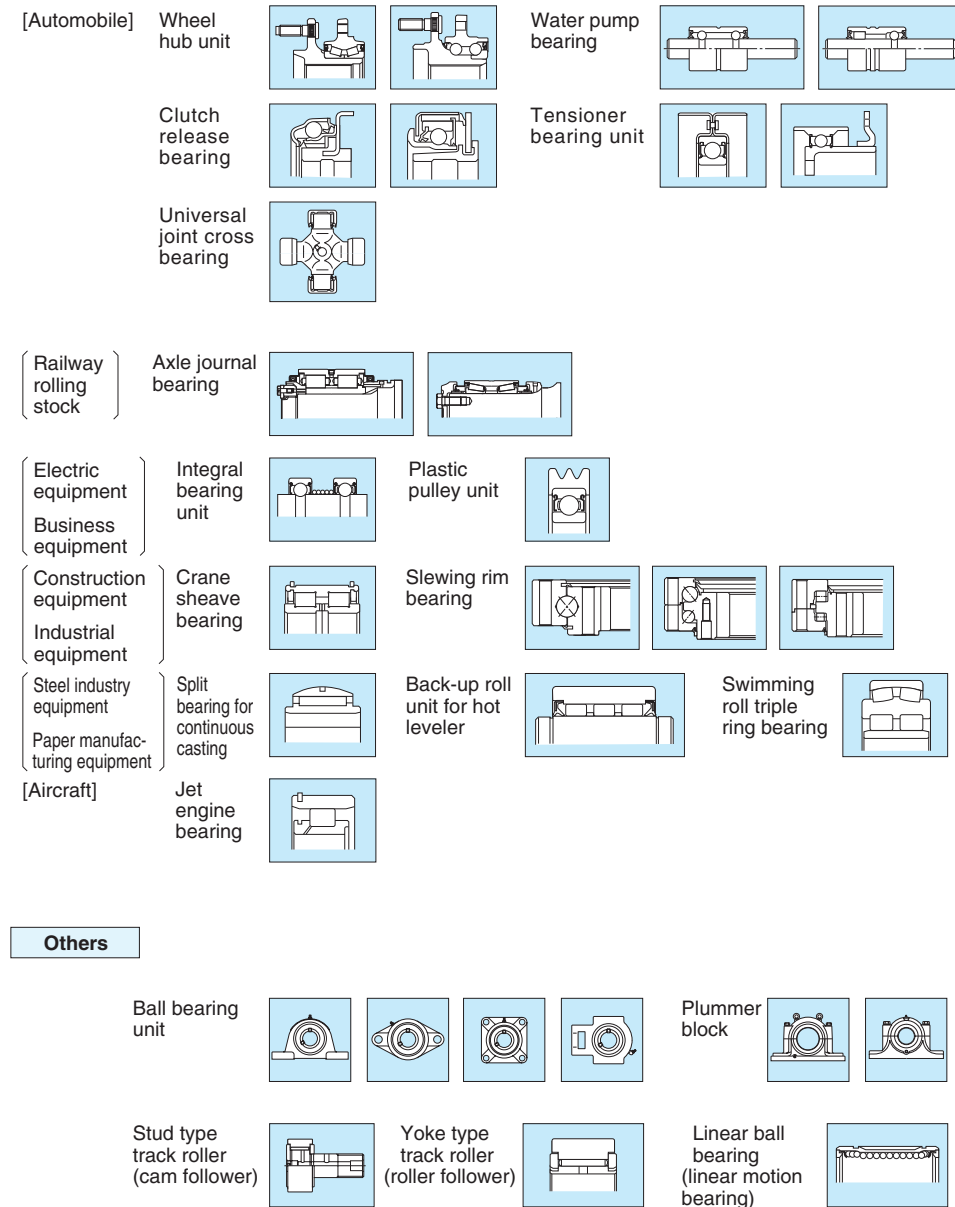 [Automobile]
Wheel
hub unit
Water pump
bearing
Clutch
release
bearing
Tensioner
bearing unit
Universal
joint cross
bearing
Railway
rolling
stock
Axle journal
bearing
Electric
equipment
Business
equipment
Integral
bearing
unit
Plastic
pulley unit
Construction
equipment
Industrial
equipment
Crane
sheave
bearing
Slewing rim
bearing
Steel industry
equipment
Paper manufac-
turing equipment
Split
bearing for
continuous
casting
Back-up roll
unit for hot
leveler
Swimming
roll triple
ring bearing
[Aircraft]
Jet
engine
bearing
Others
Ball bearing
unit
Plummer
block
Stud type
track roller
(cam follower)
Yoke type
track roller
(roller follower)
Linear ball
bearing
(linear motion
bearing)